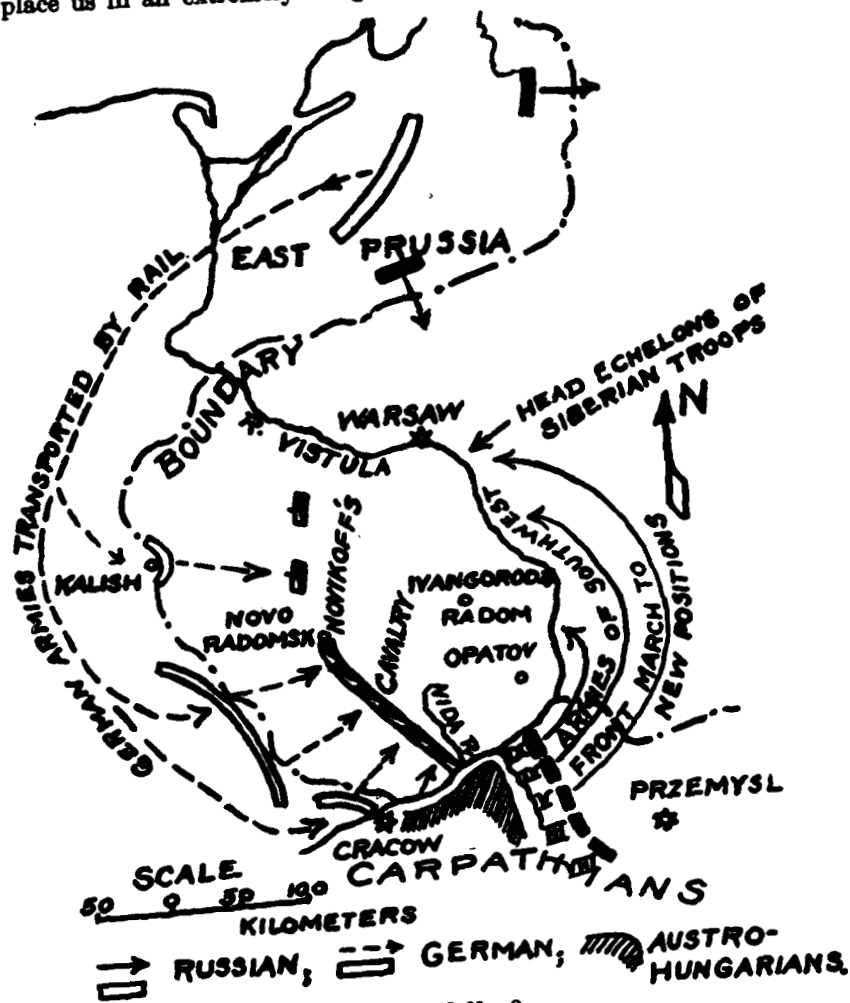 place us in an extremely
EAST PRUSSIA
GERMAN ARMIES TRANSPORTED BY RAIL
BOUNDARY
R. VISTULA
WARSAW
HEAD ECHELONS OF
SIBERIAN TROOPS
N
KALISH
NOVIKOFF'S
CAVALRY
NOVO
RADOMSK
IVANGOROD
RADOM
OPATOV
NIDA R.
ARMIES OF SOUTHWEST
FRONT MARCH TO
NEW POSITIONS
PRZEMYSL
CRACOW
CARPATHIANS
SCALE
50 0 50 100
KILOMETERS
RUSSIAN; GERMAN; AUSTRO-
HUNGARIANS.